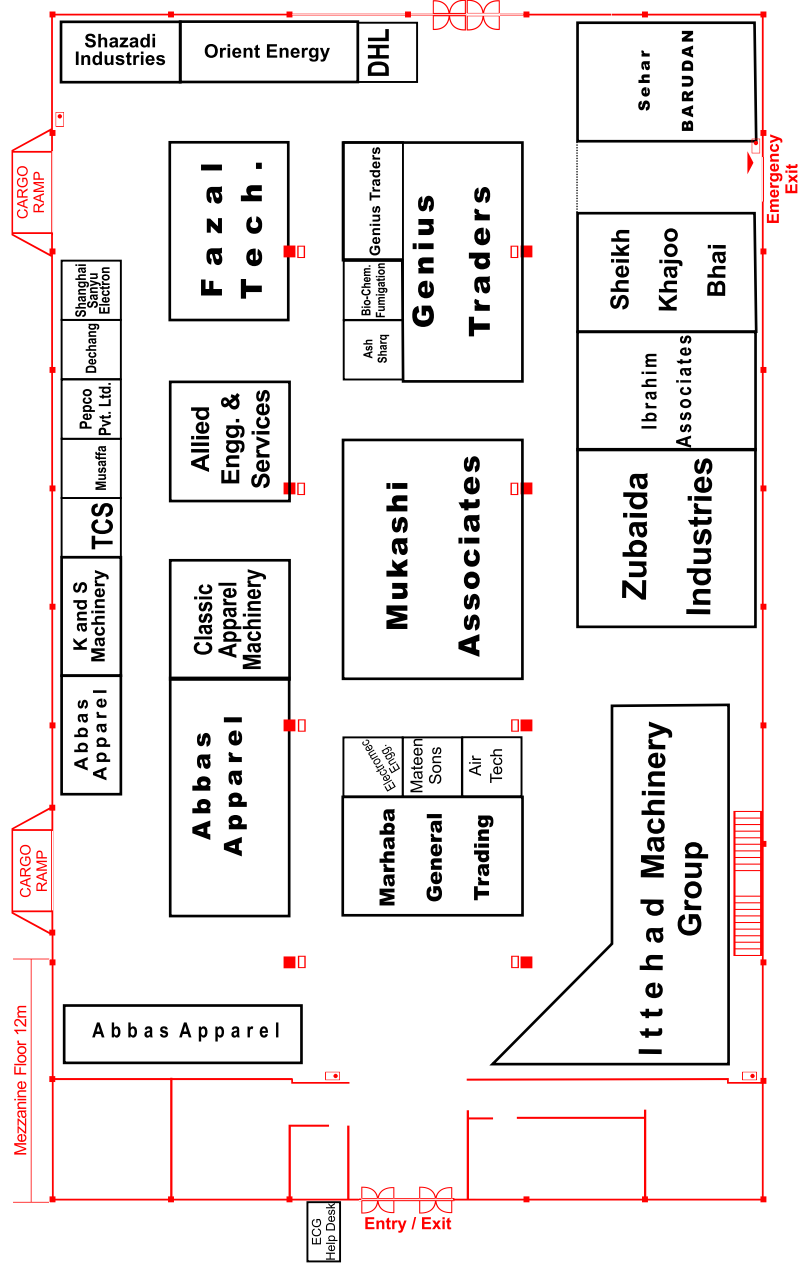 Shazadi
Industries
Orient Energy
DHL
Sehar
BARUDAN
CARGO
RAMP
Fazal
Tech.
Genius Traders
Genius
Traders
Emergency
Exit
Shanghai
Sanyu
Electron
Bio-Chem.
Fumigation
Sheikh
Khajoo
Bhai
Dechang
Ash
Sharq
Ibrahim
Associates
Pepco
Pvt. Ltd.
Allied
Engg. &
Services
Musaffa
Mukashi
Associates
Zubaida
Industries
TCS
K and S
Machinery
Classic
Apparel
Machinery
Abbas
Apparel
Abbas
Apparel
Electromec
Engg.
Mateen
Sons
Air
Tech
Ittehad Machinery
Group
CARGO
RAMP
Marhaba
General
Trading
Mezzanine Floor 12m
Abbas Apparel
ECG
Help Desk
Entry / Exit